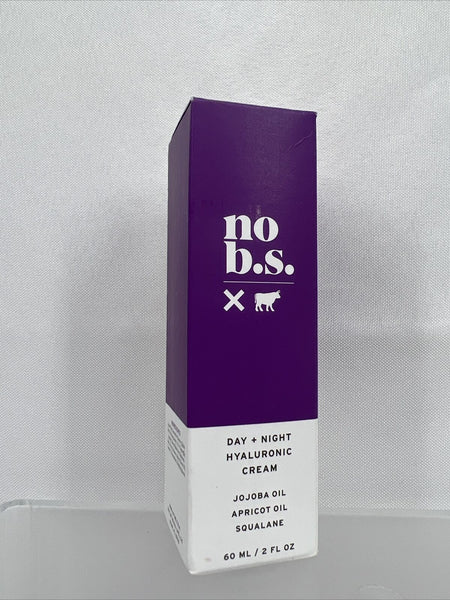 no
b.s.
DAY + NIGHT
HYALURONIC
CREAM
JOJOBA OIL
APRICOT OIL
SQUALANE
60 ML / 2 FL OZ